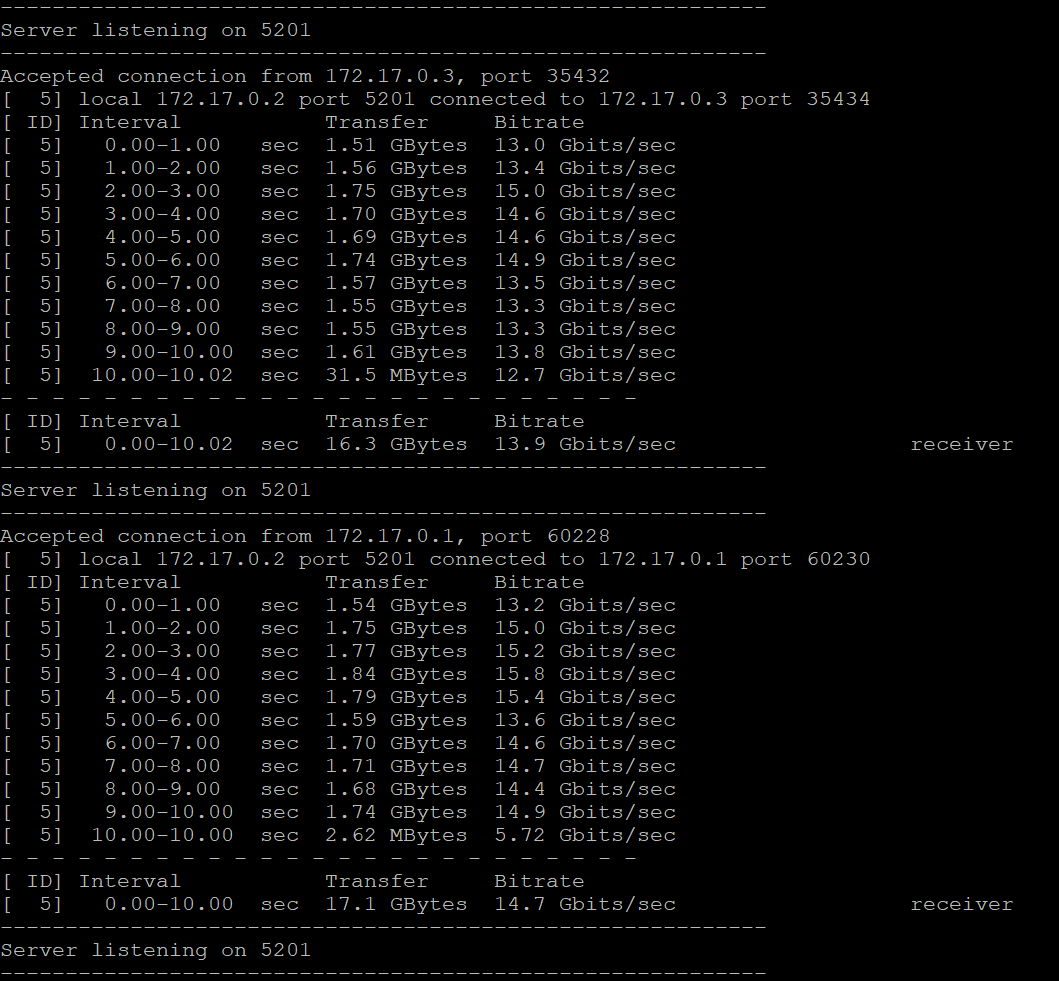 -----------------------------------------------------------
Server listening on 5201
-----------------------------------------------------------
Accepted connection from 172.17.0.3, port 35432
[  5] local 172.17.0.2 port 5201 connected to 172.17.0.3 port 35434
[ ID] Interval           Transfer     Bitrate
[  5]   0.00-1.00   sec  1.51 GBytes  13.0 Gbits/sec
[  5]   1.00-2.00   sec  1.56 GBytes  13.4 Gbits/sec
[  5]   2.00-3.00   sec  1.75 GBytes  15.0 Gbits/sec
[  5]   3.00-4.00   sec  1.70 GBytes  14.6 Gbits/sec
[  5]   4.00-5.00   sec  1.69 GBytes  14.6 Gbits/sec
[  5]   5.00-6.00   sec  1.74 GBytes  14.9 Gbits/sec
[  5]   6.00-7.00   sec  1.57 GBytes  13.5 Gbits/sec
[  5]   7.00-8.00   sec  1.55 GBytes  13.3 Gbits/sec
[  5]   8.00-9.00   sec  1.55 GBytes  13.3 Gbits/sec
[  5]   9.00-10.00  sec  1.61 GBytes  13.8 Gbits/sec
[  5]  10.00-10.02  sec  31.5 MBytes  12.7 Gbits/sec
- - - - - - - - - - - - - - - - - - - - - - - - -
[ ID] Interval           Transfer     Bitrate
[  5]   0.00-10.02  sec  16.3 GBytes  13.9 Gbits/sec                  receiver
-----------------------------------------------------------
Server listening on 5201
-----------------------------------------------------------
Accepted connection from 172.17.0.1, port 60228
[  5] local 172.17.0.2 port 5201 connected to 172.17.0.1 port 60230
[ ID] Interval           Transfer     Bitrate
[  5]   0.00-1.00   sec  1.54 GBytes  13.2 Gbits/sec
[  5]   1.00-2.00   sec  1.75 GBytes  15.0 Gbits/sec
[  5]   2.00-3.00   sec  1.77 GBytes  15.2 Gbits/sec
[  5]   3.00-4.00   sec  1.84 GBytes  15.8 Gbits/sec
[  5]   4.00-5.00   sec  1.79 GBytes  15.4 Gbits/sec
[  5]   5.00-6.00   sec  1.59 GBytes  13.6 Gbits/sec
[  5]   6.00-7.00   sec  1.70 GBytes  14.6 Gbits/sec
[  5]   7.00-8.00   sec  1.71 GBytes  14.7 Gbits/sec
[  5]   8.00-9.00   sec  1.68 GBytes  14.4 Gbits/sec
[  5]   9.00-10.00  sec  1.74 GBytes  14.9 Gbits/sec
[  5]  10.00-10.00  sec  2.62 MBytes  5.72 Gbits/sec
- - - - - - - - - - - - - - - - - - - - - - - - -
[ ID] Interval           Transfer     Bitrate
[  5]   0.00-10.00  sec  17.1 GBytes  14.7 Gbits/sec                  receiver
-----------------------------------------------------------
Server listening on 5201
-----------------------------------------------------------